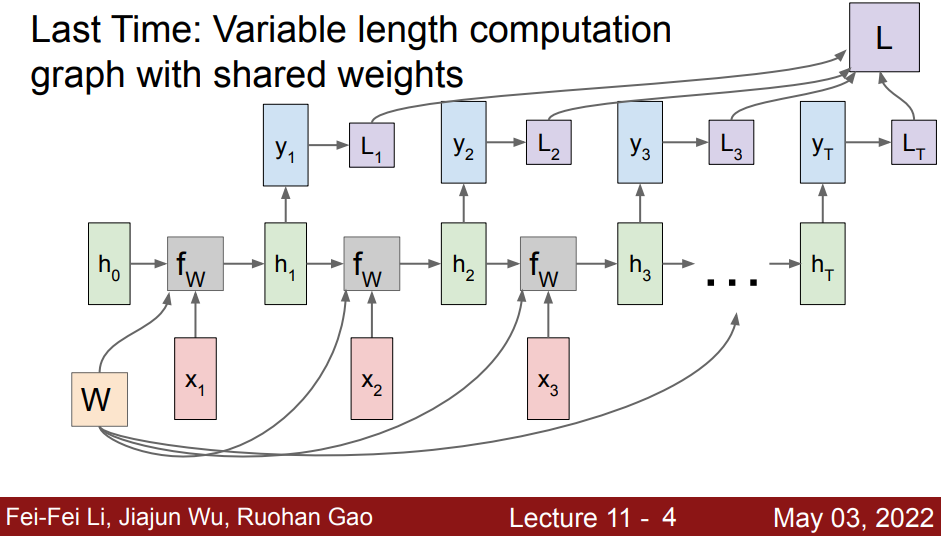 Last Time: Variable length computation
graph with shared weights
L
y1 L1 y2 L2 y3 L3 yT LT
h0 fW h1 fW h2 fW h3 ... hT
x1 x2 x3
W
Fei-Fei Li, Jiajun Wu, Ruohan Gao Lecture 11 - 4 May 03, 2022